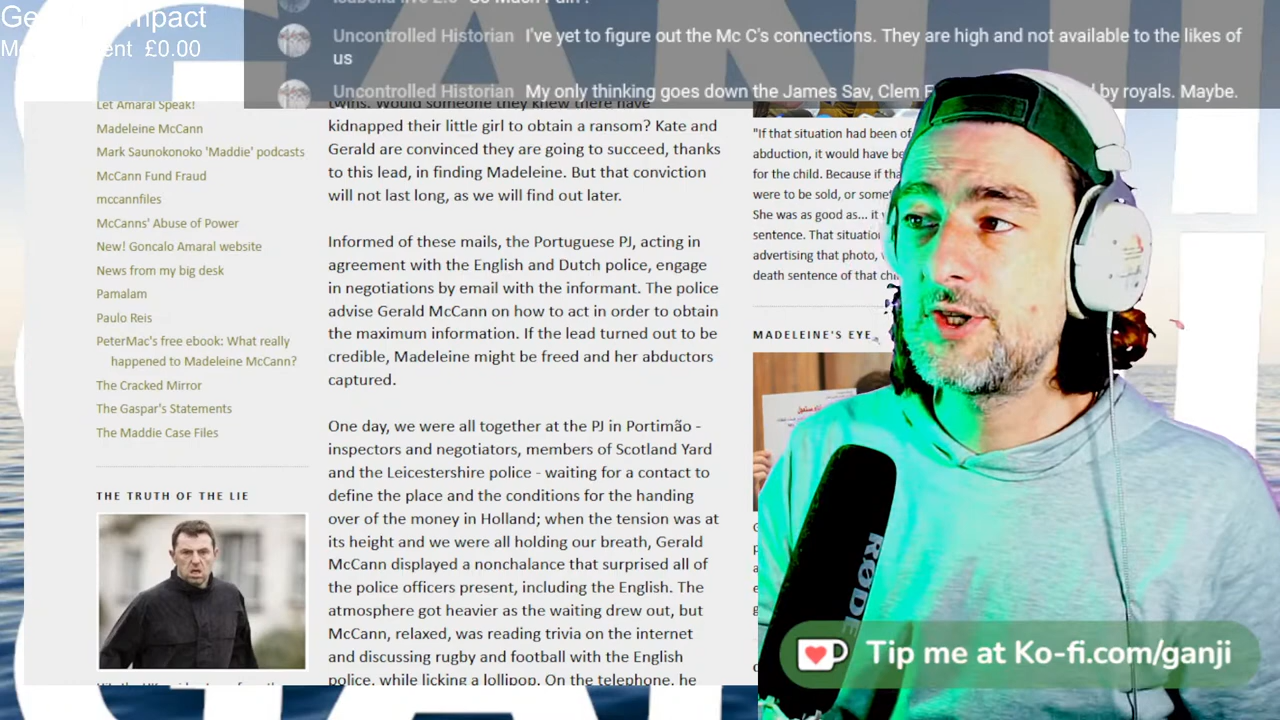 Uncontrolled Historian I've yet to figure out the Mc C's connections. They are high and not available to the likes of
us
Uncontrolled Historian My only thinking goes down the James Sav, Clem by royals. Maybe.
£0.00
Let Amaral Speak!
Madeleine McCann
Mark Saunokonoko 'Maddie' podcasts
McCann Fund Fraud
mccannfiles
McCanns' Abuse of Power
New! Goncalo Amaral website
News from my big desk
Pamalam
Paulo Reis
PeterMac's free ebook: What really
happened to Madeleine McCann?
The Cracked Mirror
The Gaspar's Statements
The Maddie Case Files
THE TRUTH OF THE LIE
twins. Would someone they knew there have
kidnapped their little girl to obtain a ransom? Kate and
Gerald are convinced they are going to succeed, thanks
to this lead, in finding Madeleine. But that conviction
will not last long, as we will find out later.
Informed of these mails, the Portuguese PJ, acting in
agreement with the English and Dutch police, engage
in negotiations by email with the informant. The police
advise Gerald McCann on how to act in order to obtain
the maximum information. If the lead turned out to be
credible, Madeleine might be freed and her abductors
captured.
One day, we were all together at the PJ in Portimão -
inspectors and negotiators, members of Scotland Yard
and the Leicestershire police - waiting for a contact to
define the place and the conditions for the handing
over of the money in Holland; when the tension was at
its height and we were all holding our breath, Gerald
McCann displayed a nonchalance that surprised all of
the police officers present, including the English. The
atmosphere got heavier as the waiting drew out, but
McCann, relaxed, was reading trivia on the internet
and discussing rugby and football with the English
police, while licking a lollipop. On the telephone, he
"If that situation had been of
abduction, it would have be
for the child. Because if tha
were to be sold, or
She was as good as... it
sentence. That situatio
advertising that photo,
death sentence of that
MADELEINE'S EYE
RØDE
Tip me at Ko-fi.com/ganji